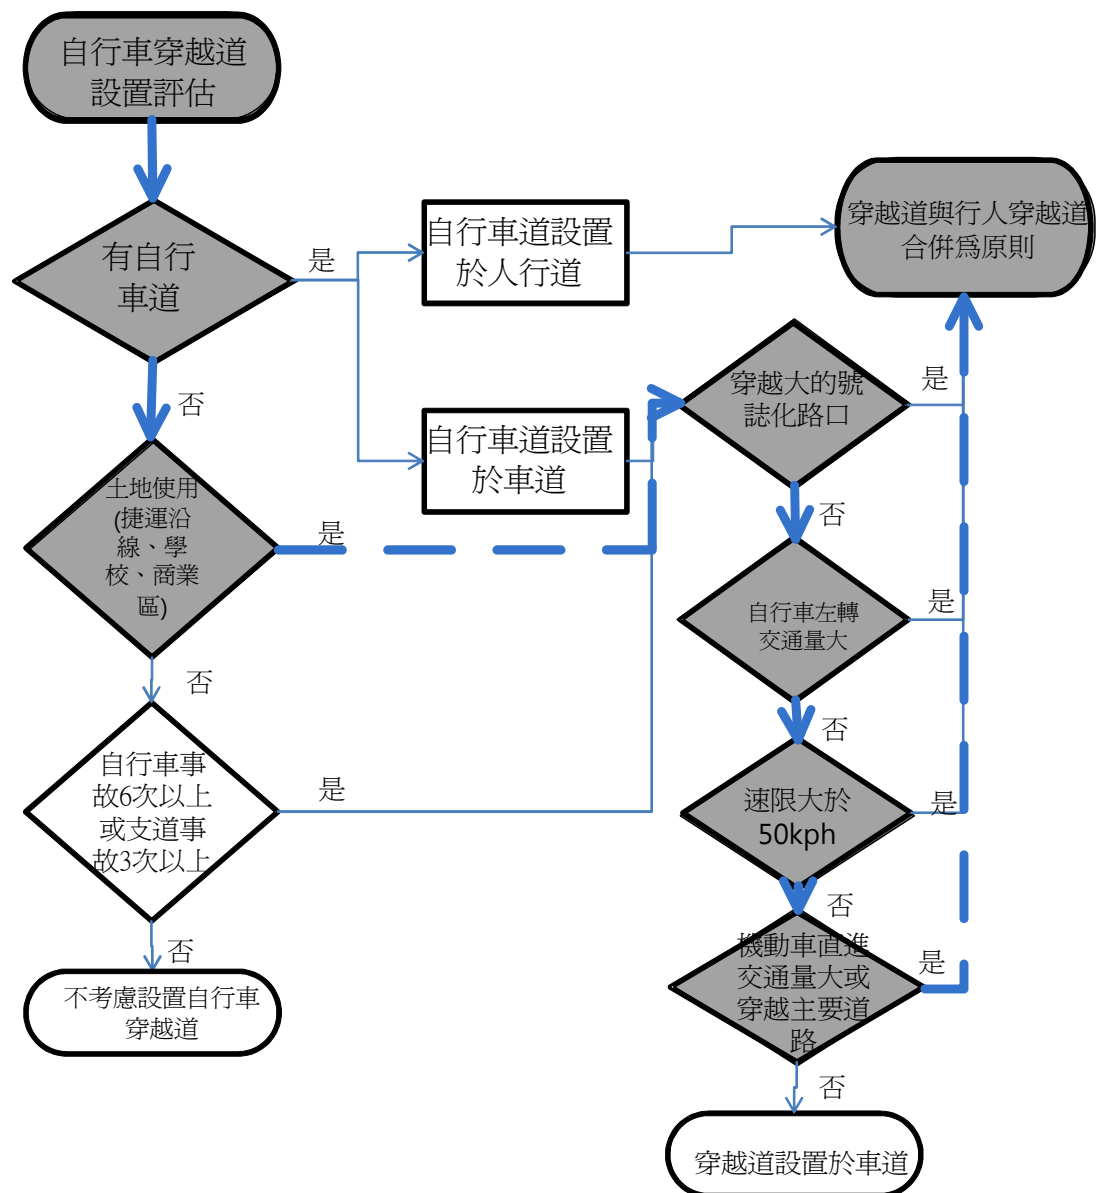 自行車穿越道
設置評估
有自行
車道
是
否
自行車道設置
於人行道
穿越道與行人穿越道
合併爲原則
自行車道設置
於車道
土地使用
(捷運沿
線、學
校、商業
區)
是
否
自行車事
故6次以上
或支道事
故3次以上
是
否
不考慮設置自行車
穿越道
穿越大的號
誌化路口
是
否
自行車左轉
交通量大
是
否
速限大於
50kph
是
否
機動車直進
交通量大或
穿越主要道
路
是
否
穿越道設置於車道